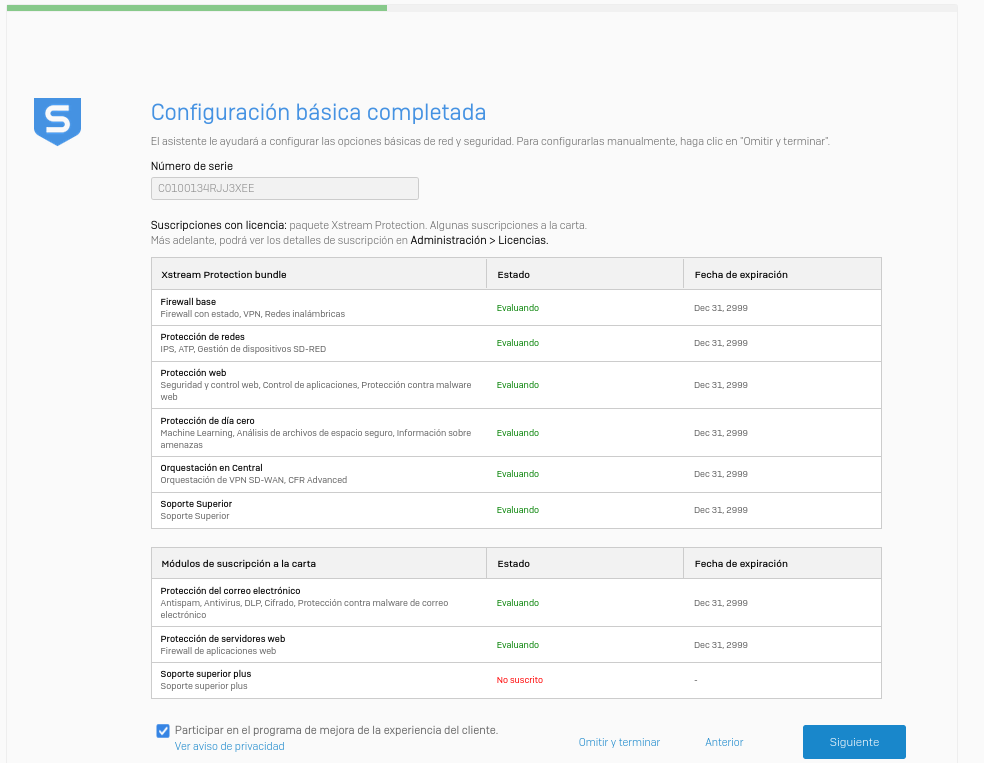 S
Configuración básica completada
El asistente le ayudará a configurar las opciones básicas de red y seguridad. Para configurarlas manualmente, haga clic en "Omitir y terminar".
Número de serie
C0100134RJJ3XEE
Suscripciones con licencia: paquete Xstream Protection. Algunas suscripciones a la carta.
Más adelante, podrá ver los detalles de suscripción en Administración > Licencias.
Xstream Protection bundle Estado Fecha de expiración
Firewall base
Firewall con estado, VPN, Redes inalámbricas Evaluando Dec 31, 2999
Protección de redes
IPS, ATP, Gestión de dispositivos SD-RED Evaluando Dec 31, 2999
Protección web
Seguridad y control web, Control de aplicaciones, Protección contra malware Evaluando Dec 31, 2999
web
Protección de día cero
Machine Learning, Análisis de archivos de espacio seguro, Información sobre Evaluando Dec 31, 2999
amenazas
Orquestación en Central
Orquestación de VPN SD-WAN, CFR Advanced Evaluando Dec 31, 2999
Soporte Superior
Soporte Superior Evaluando Dec 31, 2999
Módulos de suscripción a la carta Estado Fecha de expiración
Protección del correo electrónico
Antispam, Antivirus, DLP, Cifrado, Protección contra malware de correo Evaluando Dec 31, 2999
electrónico
Protección de servidores web
Firewall de aplicaciones web Evaluando Dec 31, 2999
Soporte superior plus
Soporte superior plus No suscrito -
Participar en el programa de mejora de la experiencia del cliente.
Ver aviso de privacidad
Omitir y terminar Anterior Siguiente